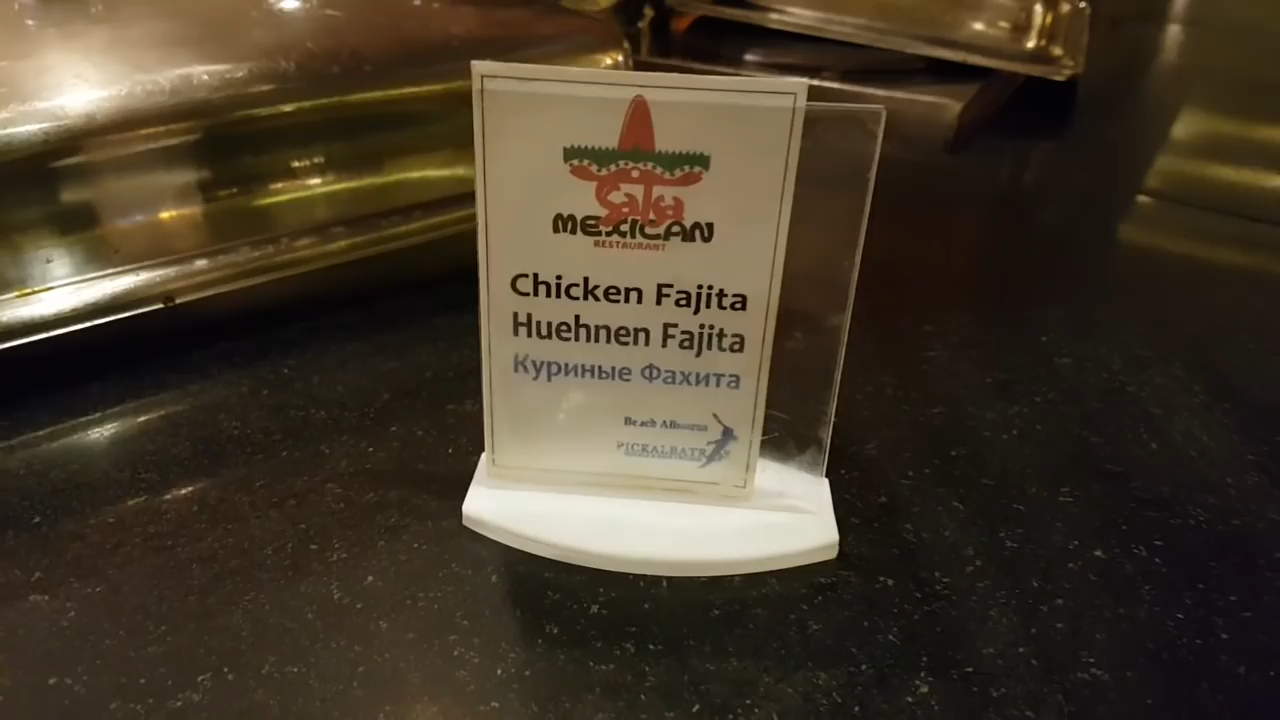 Salsa
MEXICAN
RESTAURANT
Chicken Fajita
Huehnen Fajita
Куриные Фахита
Beach Albatros
PICKALBATROS